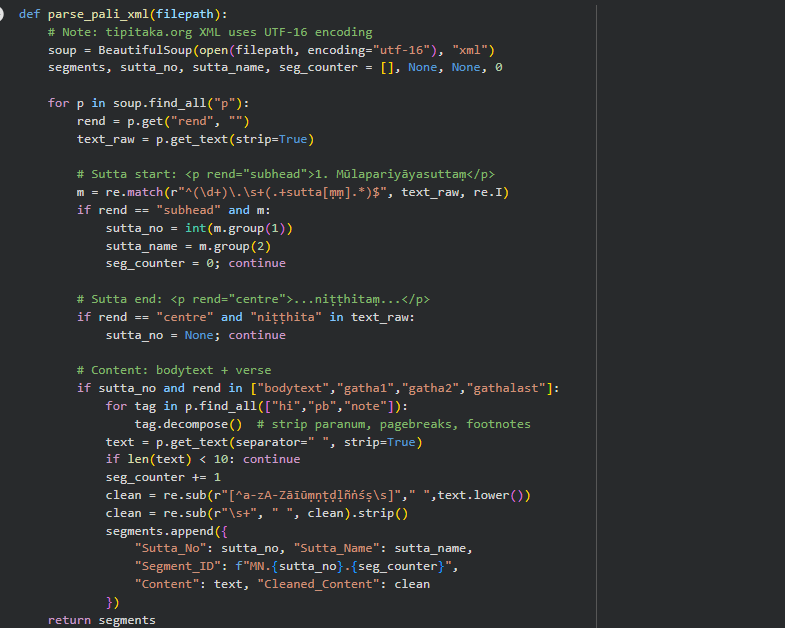 def parse_pali_xml(filepath):
    # Note: tipitaka.org XML uses UTF-16 encoding
    soup = BeautifulSoup(open(filepath, encoding="utf-16"), "xml")
    segments, sutta_no, sutta_name, seg_counter = [], None, None, 0

    for p in soup.find_all("p"):
        rend = p.get("rend", "")
        text_raw = p.get_text(strip=True)

        # Sutta start: <p rend="subhead">1. Mūlapariyāyasuttaṃ</p>
        m = re.match(r"^(\d+)\.\s+(.+sutta[ṃṃ].*)$", text_raw, re.I)
        if rend == "subhead" and m:
            sutta_no = int(m.group(1))
            sutta_name = m.group(2)
            seg_counter = 0; continue

        # Sutta end: <p rend="centre">...niṭṭhitaṃ...</p>
        if rend == "centre" and "niṭṭhita" in text_raw:
            sutta_no = None; continue

        # Content: bodytext + verse
        if sutta_no and rend in ["bodytext","gatha1","gatha2","gathalast"]:
            for tag in p.find_all(["hi","pb","note"]):
                tag.decompose()  # strip paranum, pagebreaks, footnotes
            text = p.get_text(separator=" ", strip=True)
            if len(text) < 10: continue
            seg_counter += 1
            clean = re.sub(r"[^a-zA-Zāīūṃṇṭḍḷñṅśṣ\s]"," ",text.lower())
            clean = re.sub(r"\s+", " ", clean).strip()
            segments.append({
                "Sutta_No": sutta_no, "Sutta_Name": sutta_name,
                "Segment_ID": f"MN.{sutta_no}.{seg_counter}",
                "Content": text, "Cleaned_Content": clean
            })
    return segments